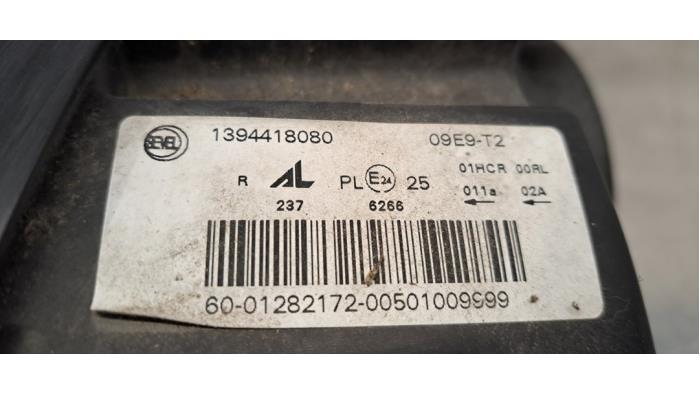 SEVEL 1394418080 09E9-T2
R AL PL E24 25 01HCR 00RL
237 6266 011a 02A
60-01282172-00501009999